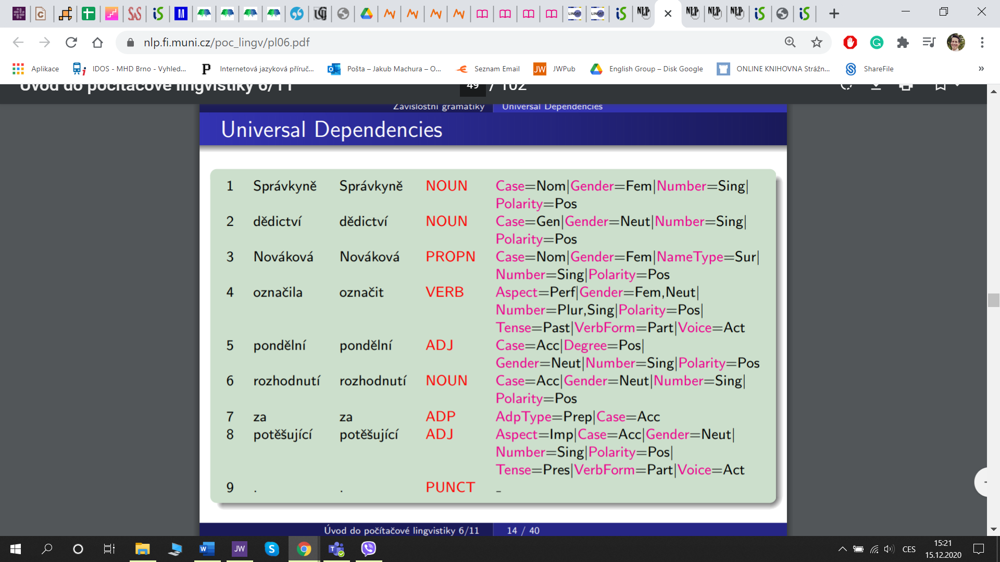 nlp.fi.muni.cz/poc_lingv/pl06.pdf
Aplikace IDOS - MHD Brno - Vyhled... Internetová jazyková příruč... Pošta – Jakub Machura – O... Seznam Email JWPub English Group – Disk Google ONLINE KNIHOVNA Strážn... ShareFile »
Úvod do počítačové lingvistiky 6/11 49 / 102
Závislostní gramatiky Universal Dependencies
Universal Dependencies
1 Správkyně Správkyně NOUN Case=Nom|Gender=Fem|Number=Sing|
Polarity=Pos
2 dědictví dědictví NOUN Case=Gen|Gender=Neut|Number=Sing|
Polarity=Pos
3 Nováková Nováková PROPN Case=Nom|Gender=Fem|NameType=Sur|
Number=Sing|Polarity=Pos
4 označila označit VERB Aspect=Perf|Gender=Fem,Neut|
Number=Plur,Sing|Polarity=Pos|
Tense=Past|VerbForm=Part|Voice=Act
5 pondělní pondělní ADJ Case=Acc|Degree=Pos|
Gender=Neut|Number=Sing|Polarity=Pos
6 rozhodnutí rozhodnutí NOUN Case=Acc|Gender=Neut|Number=Sing|
Polarity=Pos
7 za za ADP AdpType=Prep|Case=Acc
8 potěšující potěšující ADJ Aspect=Imp|Case=Acc|Gender=Neut|
Number=Sing|Polarity=Pos|
Tense=Pres|VerbForm=Part|Voice=Act
9 . . PUNCT _
Úvod do počítačové lingvistiky 6/11 14 / 40
CES 15:21
15.12.2020